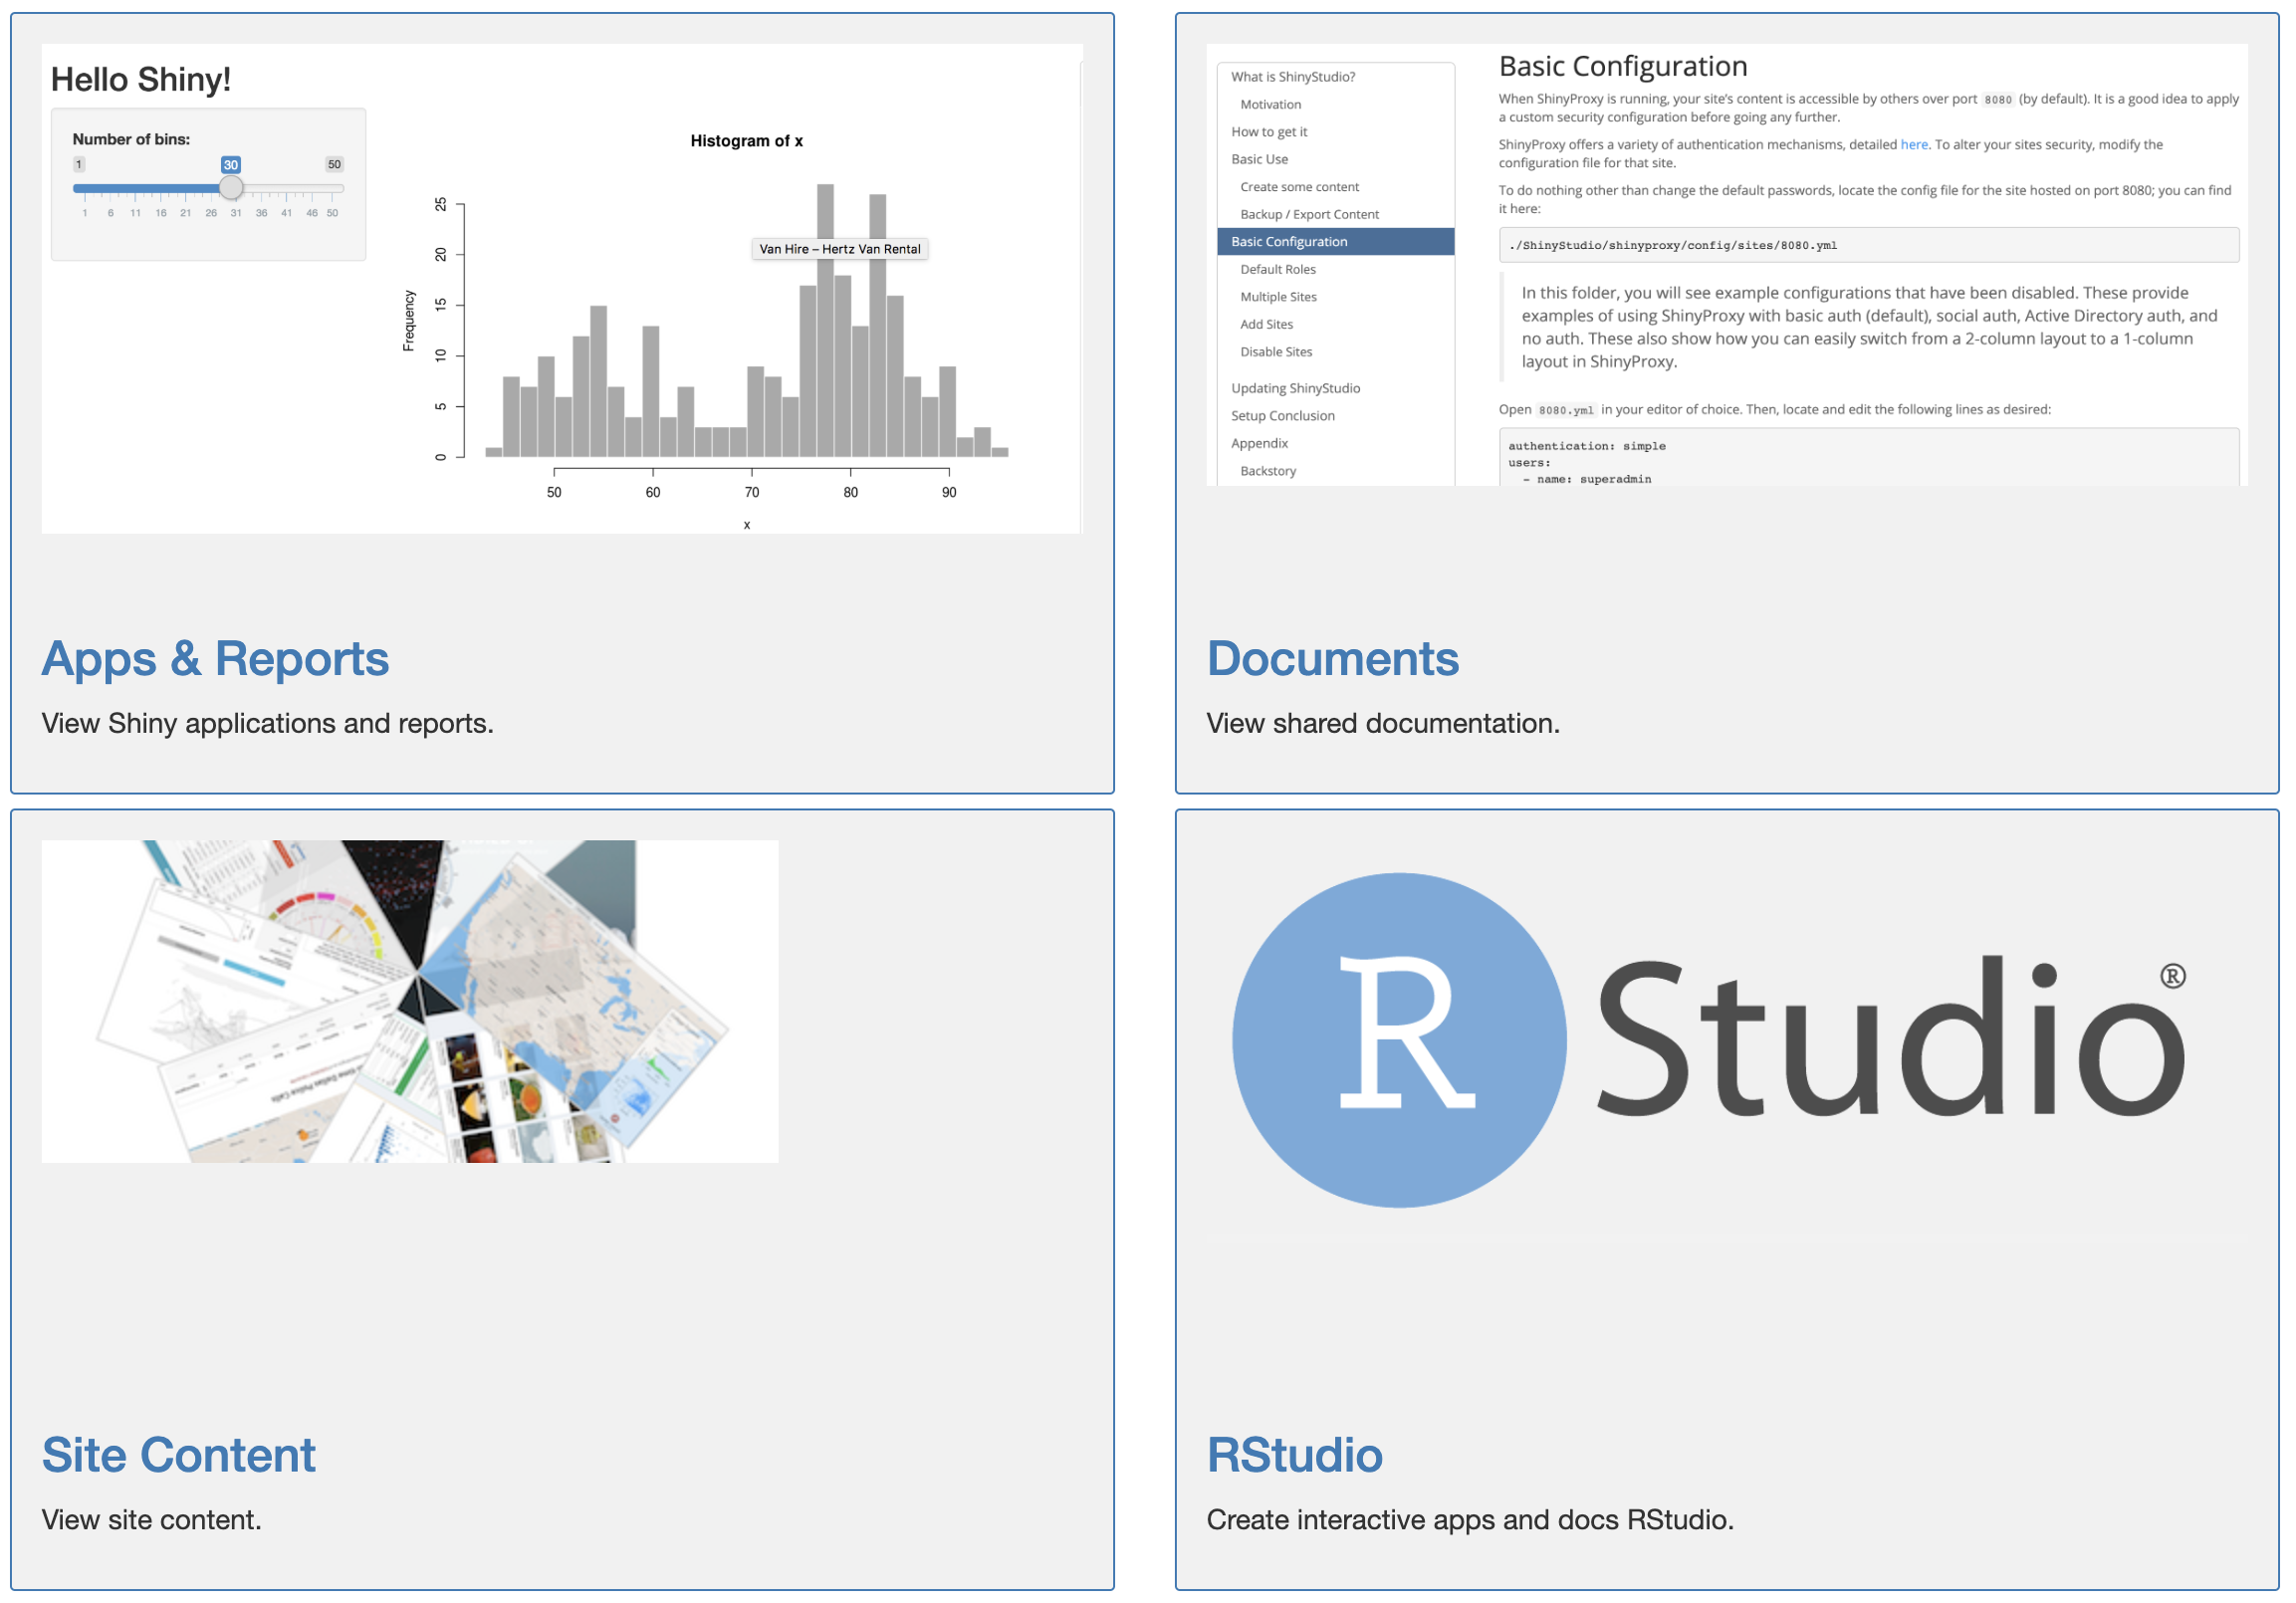 Hello Shiny!
Number of bins:
1 30 50
1 6 11 16 21 26 31 36 41 46 50
Histogram of x
Van Hire – Hertz Van Rental
Frequency
0 5 10 15 20 25
50 60 70 80 90
x
Apps & Reports
View Shiny applications and reports.
What is ShinyStudio?
Motivation
How to get it
Basic Use
Create some content
Backup / Export Content
Basic Configuration
Default Roles
Multiple Sites
Add Sites
Disable Sites
Updating ShinyStudio
Setup Conclusion
Appendix
Backstory
Basic Configuration
When ShinyProxy is running, your site's content is accessible by others over port 8080 (by default). It is a good idea to apply
a custom security configuration before going any further.
ShinyProxy offers a variety of authentication mechanisms, detailed here. To alter your sites security, modify the
configuration file for that site.
To do nothing other than change the default passwords, locate the config file for the site hosted on port 8080; you can find
it here:
./ShinyStudio/shinyproxy/config/sites/8080.yml
In this folder, you will see example configurations that have been disabled. These provide
examples of using ShinyProxy with basic auth (default), social auth, Active Directory auth, and
no auth. These also show how you can easily switch from a 2-column layout to a 1-column
layout in ShinyProxy.
Open 8080.yml in your editor of choice. Then, locate and edit the following lines as desired:
authentication: simple
users:
- name: superadmin
Documents
View shared documentation.
Site Content
View site content.
R Studio®
RStudio
Create interactive apps and docs RStudio.